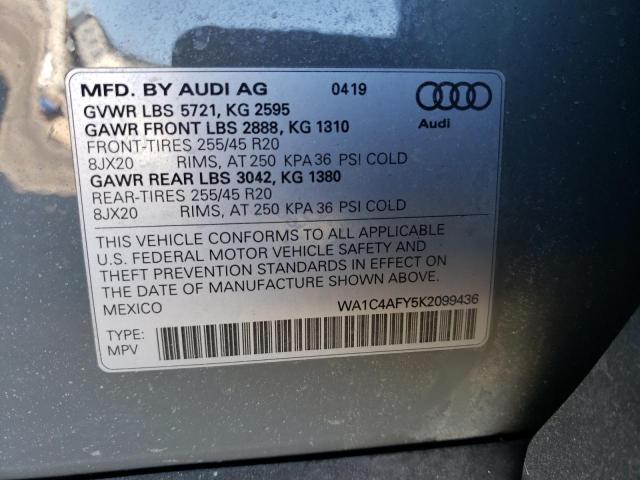 MFD. BY AUDI AG 0419
GVWR LBS 5721, KG 2595
GAWR FRONT LBS 2888, KG 1310
FRONT-TIRES 255/45 R20
8JX20 RIMS, AT 250 KPA 36 PSI COLD
GAWR REAR LBS 3042, KG 1380
REAR-TIRES 255/45 R20
8JX20 RIMS, AT 250 KPA 36 PSI COLD
Audi
THIS VEHICLE CONFORMS TO ALL APPLICABLE
U.S. FEDERAL MOTOR VEHICLE SAFETY AND
THEFT PREVENTION STANDARDS IN EFFECT ON
THE DATE OF MANUFACTURE SHOWN ABOVE.
MEXICO WA1C4AFY5K2099436
TYPE:
MPV